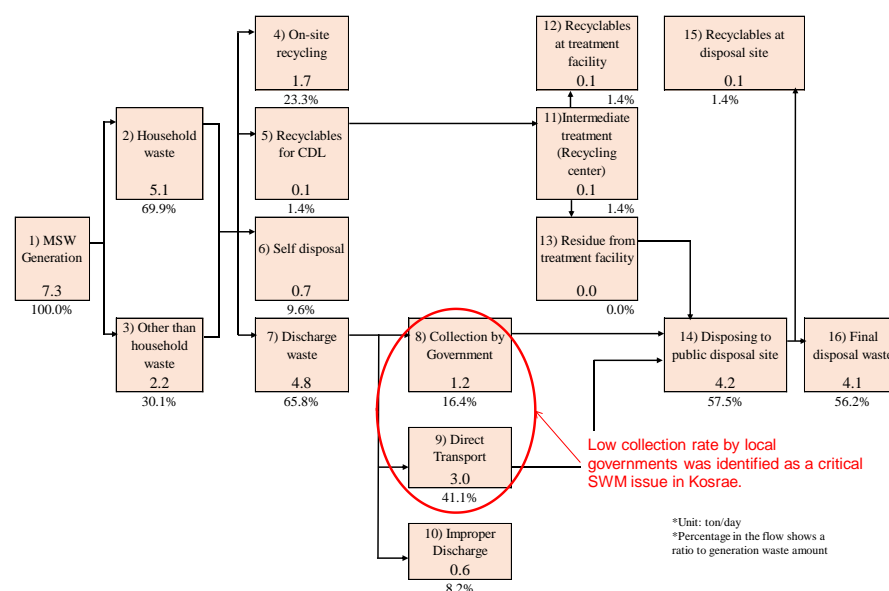 1) MSW
Generation
7.3
100.0%
2) Household
waste
5.1
69.9%
3) Other than
household
waste
2.2
30.1%
4) On-site
recycling
1.7
23.3%
5) Recyclables
for CDL
0.1
1.4%
6) Self disposal
0.7
9.6%
7) Discharge
waste
4.8
65.8%
8) Collection by
Government
1.2
16.4%
9) Direct
Transport
3.0
41.1%
10) Improper
Discharge
0.6
8.2%
12) Recyclables
at treatment
facility
0.1
1.4%
11)Intermediate
treatment
(Recycling
center)
0.1
1.4%
13) Residue from
treatment facility
0.0
0.0%
15) Recyclables at
disposal site
0.1
1.4%
14) Disposing to
public disposal site
4.2
57.5%
16) Final
disposal waste
4.1
56.2%
Low collection rate by local
governments was identified as a critical
SWM issue in Kosrae.
*Unit: ton/day
*Percentage in the flow shows a
ratio to generation waste amount